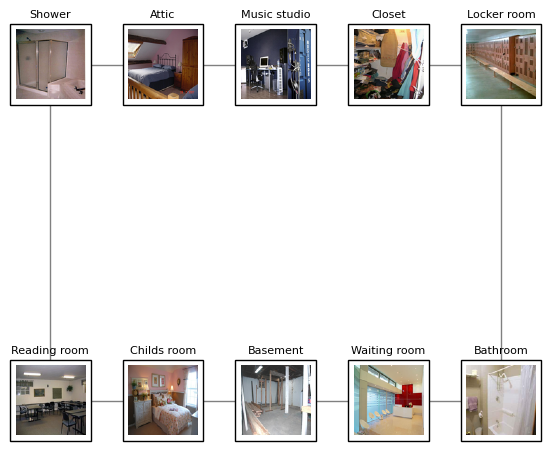 Shower
Attic
Music studio
Closet
Locker room
Reading room
Childs room
Basement
Waiting room
Bathroom